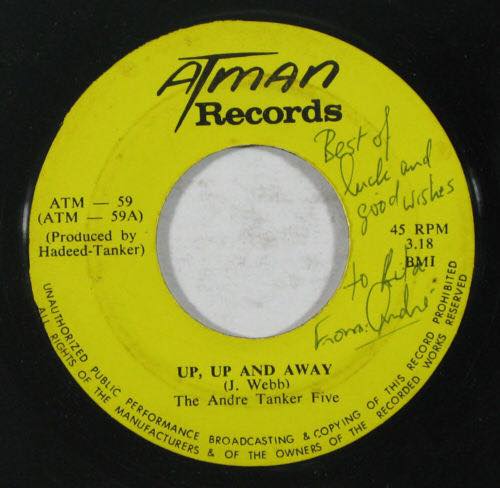 ATMAN
Records
Best of
luck and
good wishes
to Rita
From: André
ATM — 59
(ATM — 59A)
(Produced by
Hadeed-Tanker)
45 RPM
3.18
BMI
UP, UP AND AWAY
(J. Webb)
The Andre Tanker Five
UNAUTHORIZED PUBLIC PERFORMANCE BROADCASTING & COPYING OF THIS RECORD PROHIBITED
ALL RIGHTS OF THE MANUFACTURERS & OF THE OWNERS OF THE RECORDED WORKS RESERVED